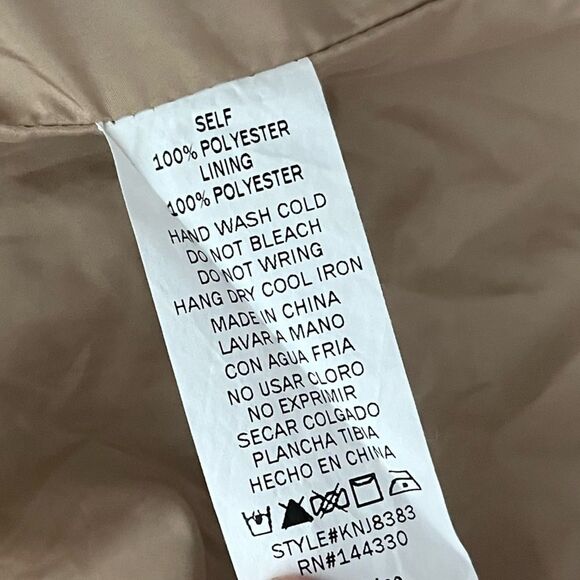 SELF
100% POLYESTER
LINING
100% POLYESTER
HAND WASH COLD
DO NOT BLEACH
DO NOT WRING
HANG DRY COOL IRON
MADE IN CHINA
LAVAR A MANO
CON AGUA FRIA
NO USAR CLORO
NO EXPRIMIR
SECAR COLGADO
PLANCHA TIBIA
HECHO EN CHINA
STYLE#KNJ8383
RN#144330